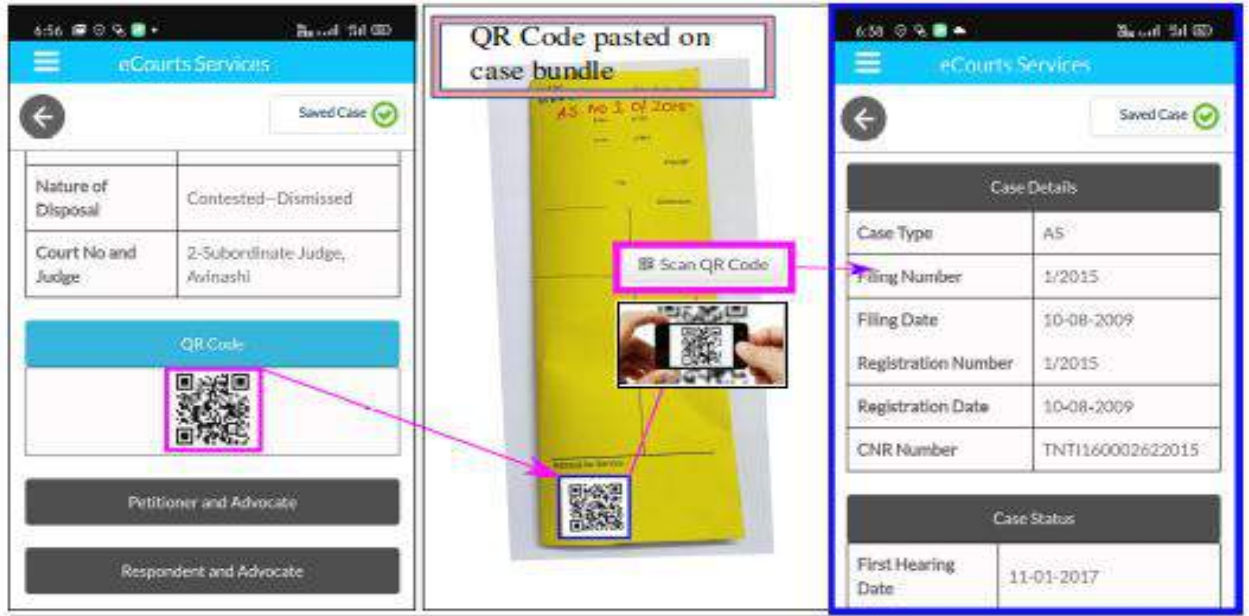 6:56
eCourts Services
Saved Case
Nature of
Disposal
Contested--Dismissed
Court No and
Judge
2-Subordinate Judge,
Avinashi
QR Code
Petitioner and Advocate
Respondent and Advocate
QR Code pasted on
case bundle
AS No 1 of 2015
Scan QR Code
Address for Service
6:58
eCourts Services
Saved Case
Case Details
Case Type
AS
Filing Number
1/2015
Filing Date
10-08-2009
Registration Number
1/2015
Registration Date
10-08-2009
CNR Number
TNTI160002622015
Case Status
First Hearing
Date
11-01-2017